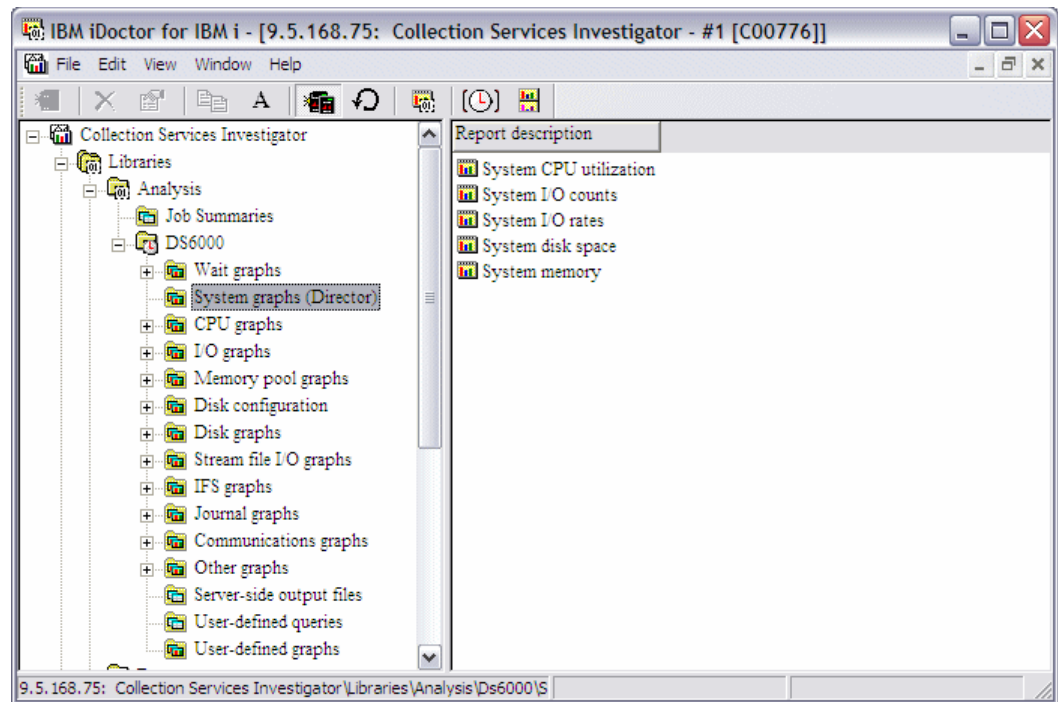 IBM iDoctor for IBM i - [9.5.168.75: Collection Services Investigator - #1 [C00776]]
File Edit View Window Help
A
Collection Services Investigator
Libraries
Analysis
Job Summaries
DS6000
Wait graphs
System graphs (Director)
CPU graphs
I/O graphs
Memory pool graphs
Disk configuration
Disk graphs
Stream file I/O graphs
IFS graphs
Journal graphs
Communications graphs
Other graphs
Server-side output files
User-defined queries
User-defined graphs
Report description
System CPU utilization
System I/O counts
System I/O rates
System disk space
System memory
9.5.168.75: Collection Services Investigator\Libraries\Analysis\Ds6000\S